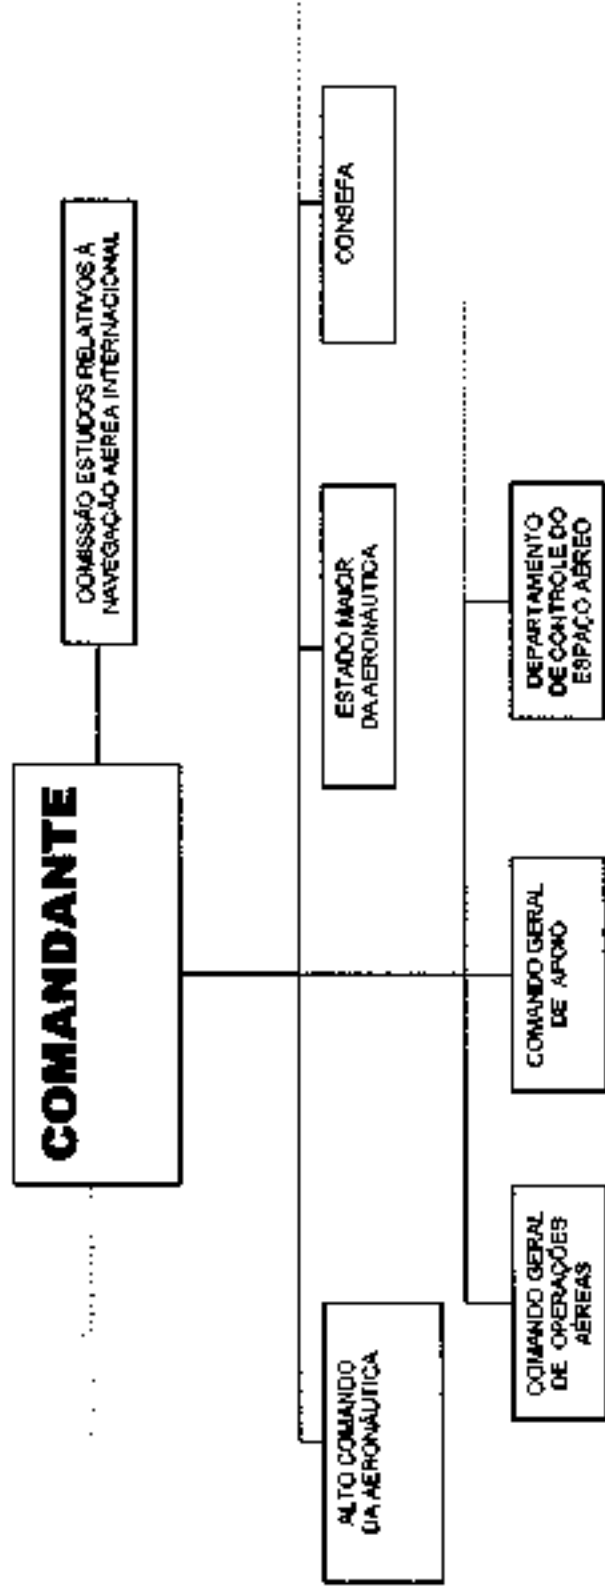 COMANDANTE
COMISSÃO ESTUDOS RELATIVOS À
NAVEGAÇÃO AÉREA INTERNACIONAL
ALTO COMANDO
DA AERONÁUTICA
ESTADO MAIOR
DA AERONÁUTICA
CONSEFA
COMANDO GERAL
DE OPERAÇÕES
AÉREAS
COMANDO GERAL
DE APOIO
DEPARTAMENTO
DE CONTROLE DO
ESPAÇO AÉREO